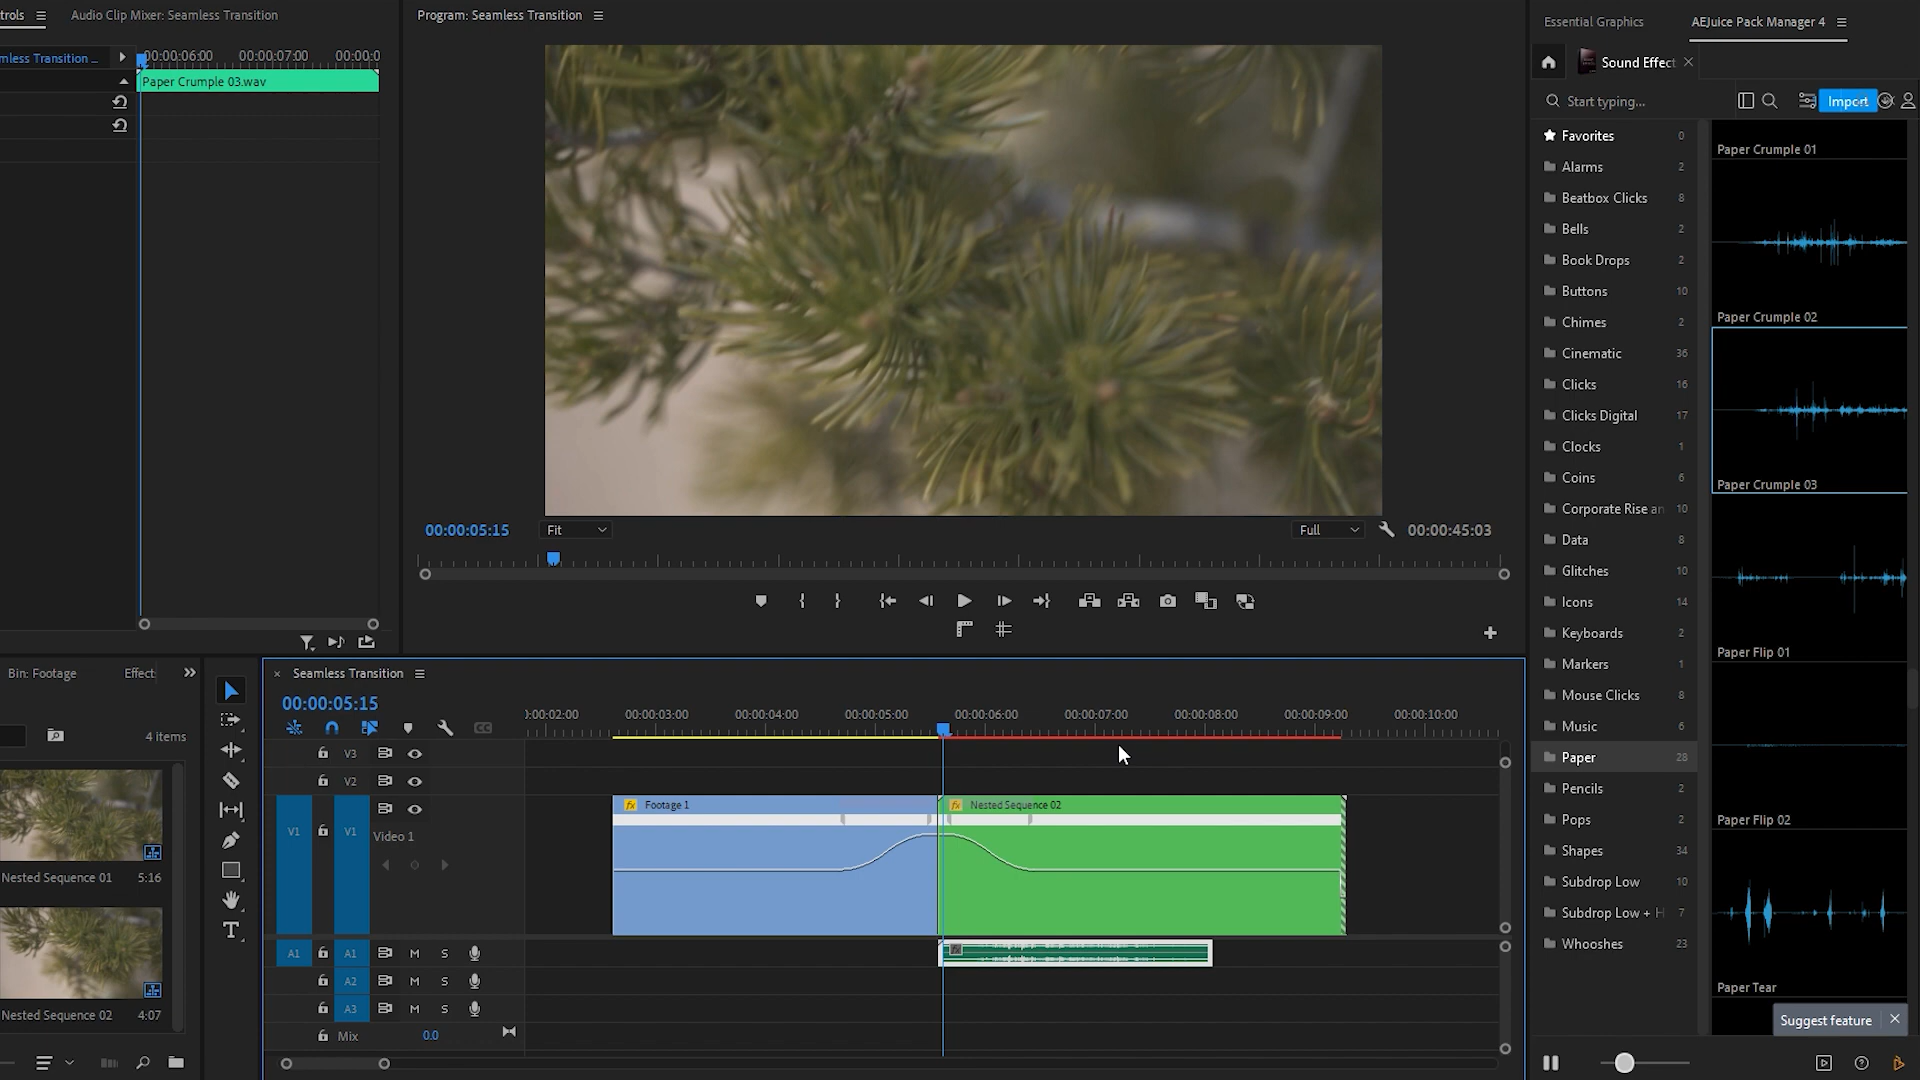 trols
Audio Clip Mixer: Seamless Transition
mless Transition ...
00:00:06:00
00:00:07:00
00:00:0
Paper Crumple 03.wav
Program: Seamless Transition
00:00:05:15
Fit
Full
00:00:45:03
Essential Graphics
AEJuice Pack Manager 4
Sound Effect
Start typing...
Import
Favorites 0
Alarms 2
Beatbox Clicks 8
Bells 2
Book Drops 2
Buttons 10
Chimes 2
Cinematic 36
Clicks 16
Clicks Digital 17
Clocks 1
Coins 6
Corporate Rise an 10
Data 8
Glitches 10
Icons 14
Keyboards 2
Markers 1
Mouse Clicks 8
Music 6
Paper 28
Pencils 2
Pops 2
Shapes 34
Subdrop Low 10
Subdrop Low + H 7
Whooshes 23
Paper Crumple 01
Paper Crumple 02
Paper Crumple 03
Paper Flip 01
Paper Flip 02
Paper Tear
Suggest feature
Bin: Footage
Effect:
4 items
Nested Sequence 01 5:16
Nested Sequence 02 4:07
Seamless Transition
00:00:05:15
):00:02:00
00:00:03:00
00:00:04:00
00:00:05:00
00:00:06:00
00:00:07:00
00:00:08:00
00:00:09:00
00:00:10:00
CC
V3
V2
V1
V1
Video 1
fx Footage 1
fx Nested Sequence 02
A1
A1
M
S
A2
M
S
A3
M
S
Mix
0.0